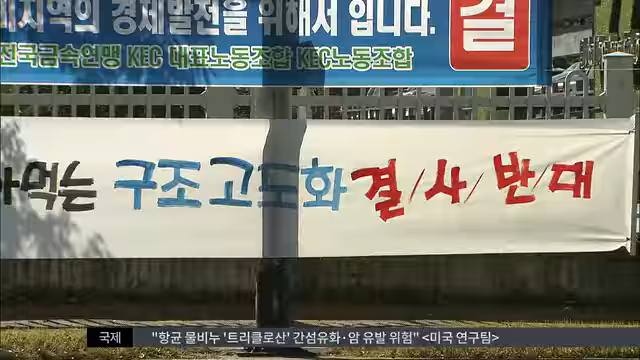 지역의 경제발전을 위해서 입니다. 결
전국금속연맹 KEC 대표노동조합 KEC노동조합
먹는 구조고도화 결/사/반/대
국제 "항균 물비누 '트리클로산' 간섬유화·암 유발 위험" <미국 연구팀>